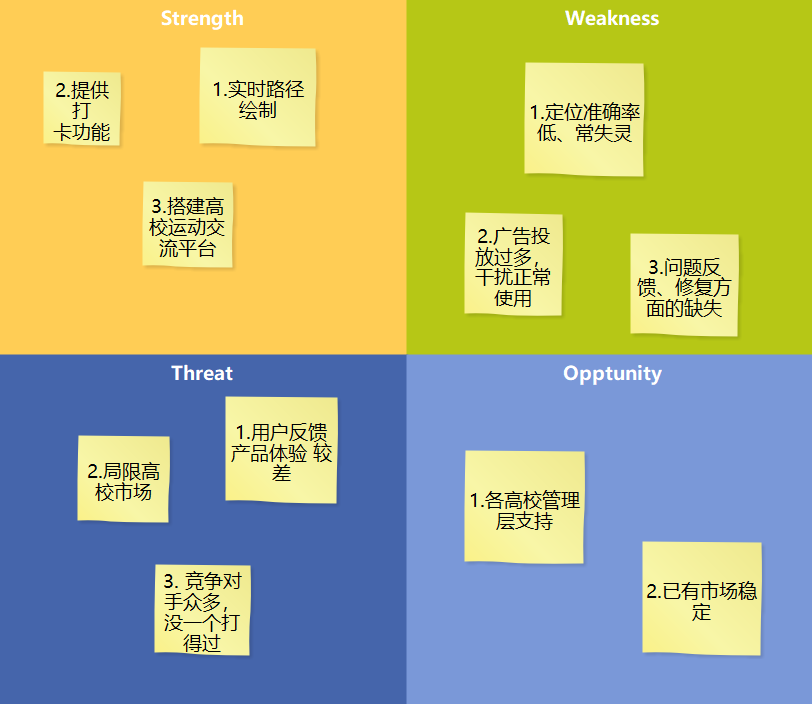 Strength
1.实时路径
绘制
2.提供
打
卡功能
3.搭建高
校运动交
流平台
Weakness
1.定位准确率
低、常失灵
2.广告投
放过多，
干扰正常
使用
3.问题反
馈、修复方
面的缺失
Threat
1.用户反馈
产品体验 较
差
2.局限高
校市场
3. 竞争对
手众多，
没一个打
得过
Opptunity
1.各高校管理
层支持
2.已有市场稳
定